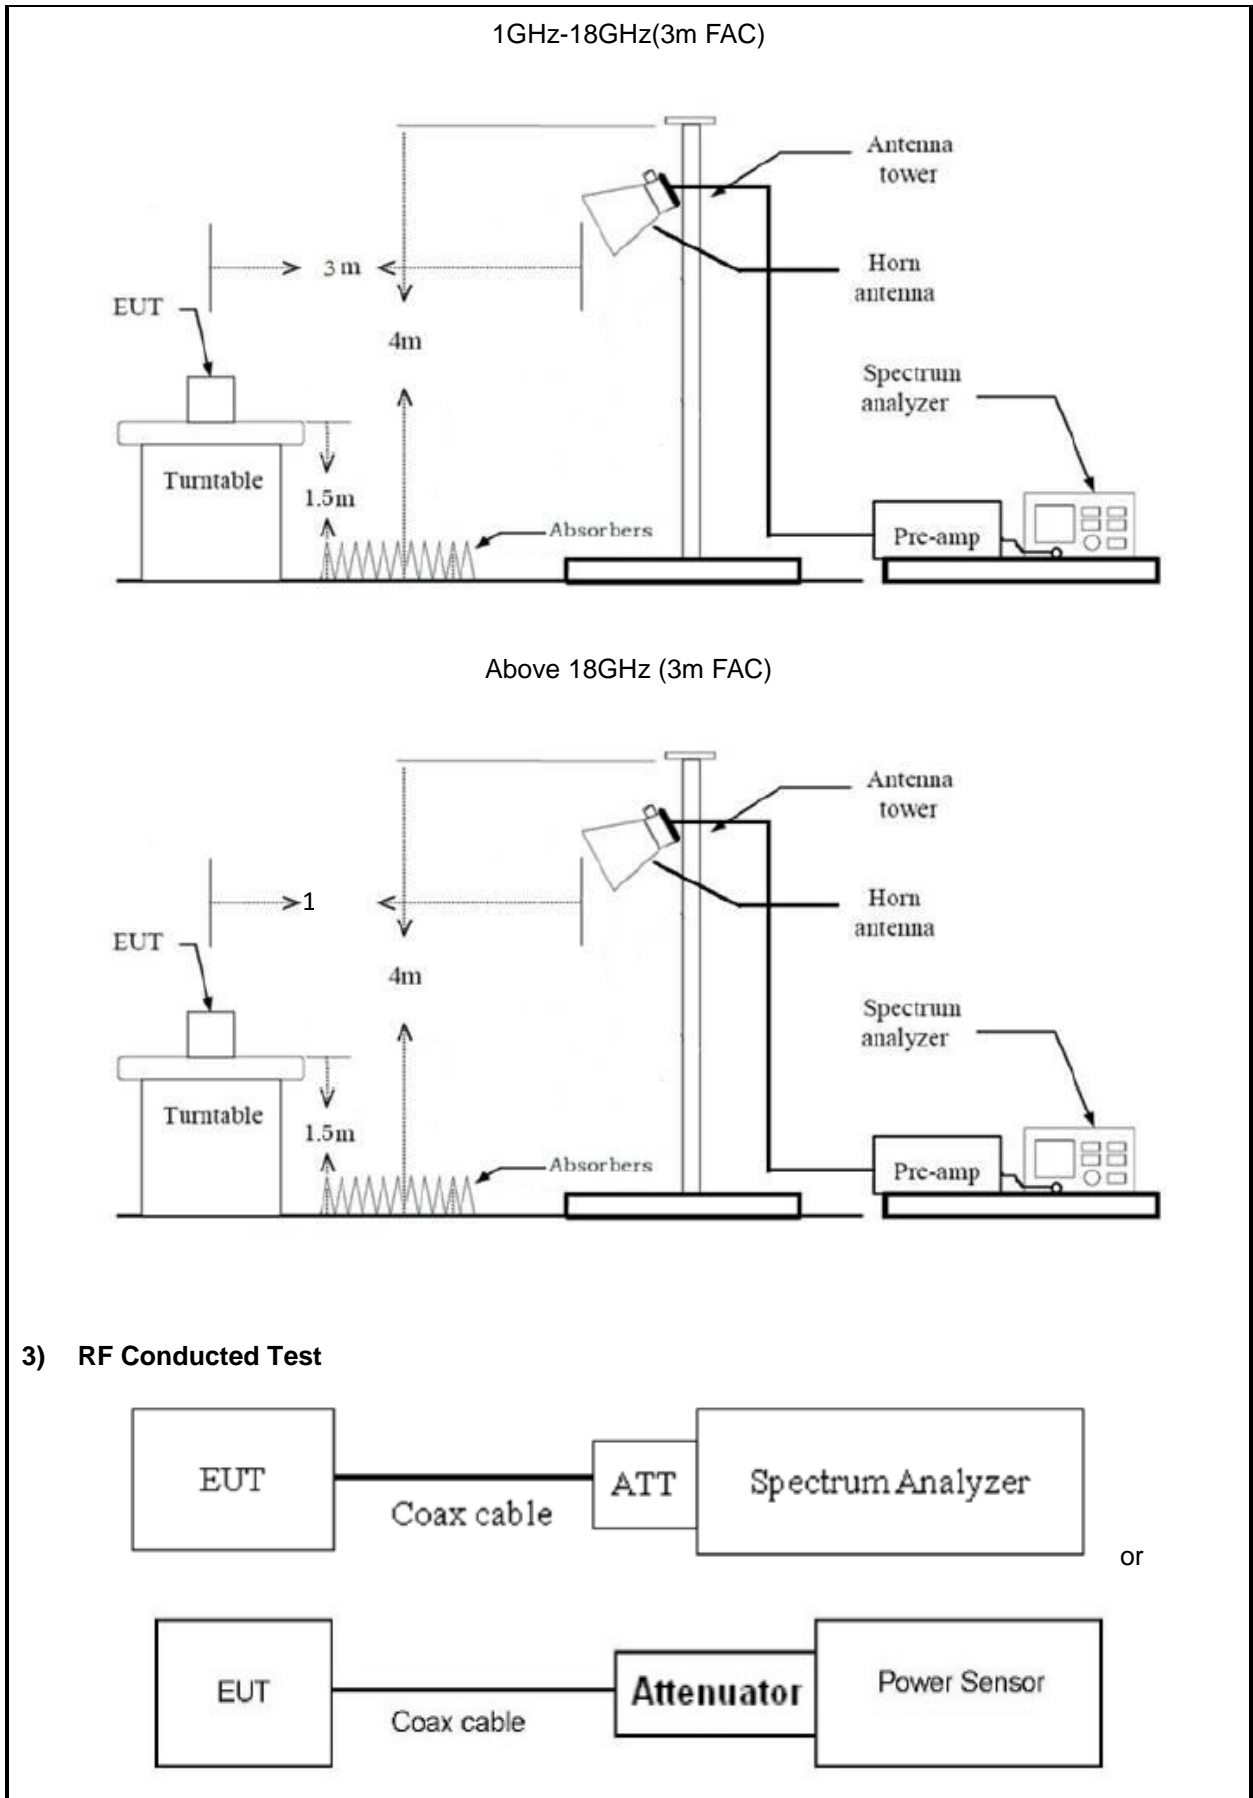 1GHz-18GHz(3m FAC)
Antenna
tower
3 m
Horn
antenna
EUT
4m
Spectrum
analyzer
Turntable
1.5m
Absorbers
Pre-amp
Above 18GHz (3m FAC)
Antenna
tower
1
Horn
antenna
EUT
4m
Spectrum
analyzer
Turntable
1.5m
Absorbers
Pre-amp
3) RF Conducted Test
EUT
Coax cable
ATT
Spectrum Analyzer
or
EUT
Coax cable
Attenuator
Power Sensor